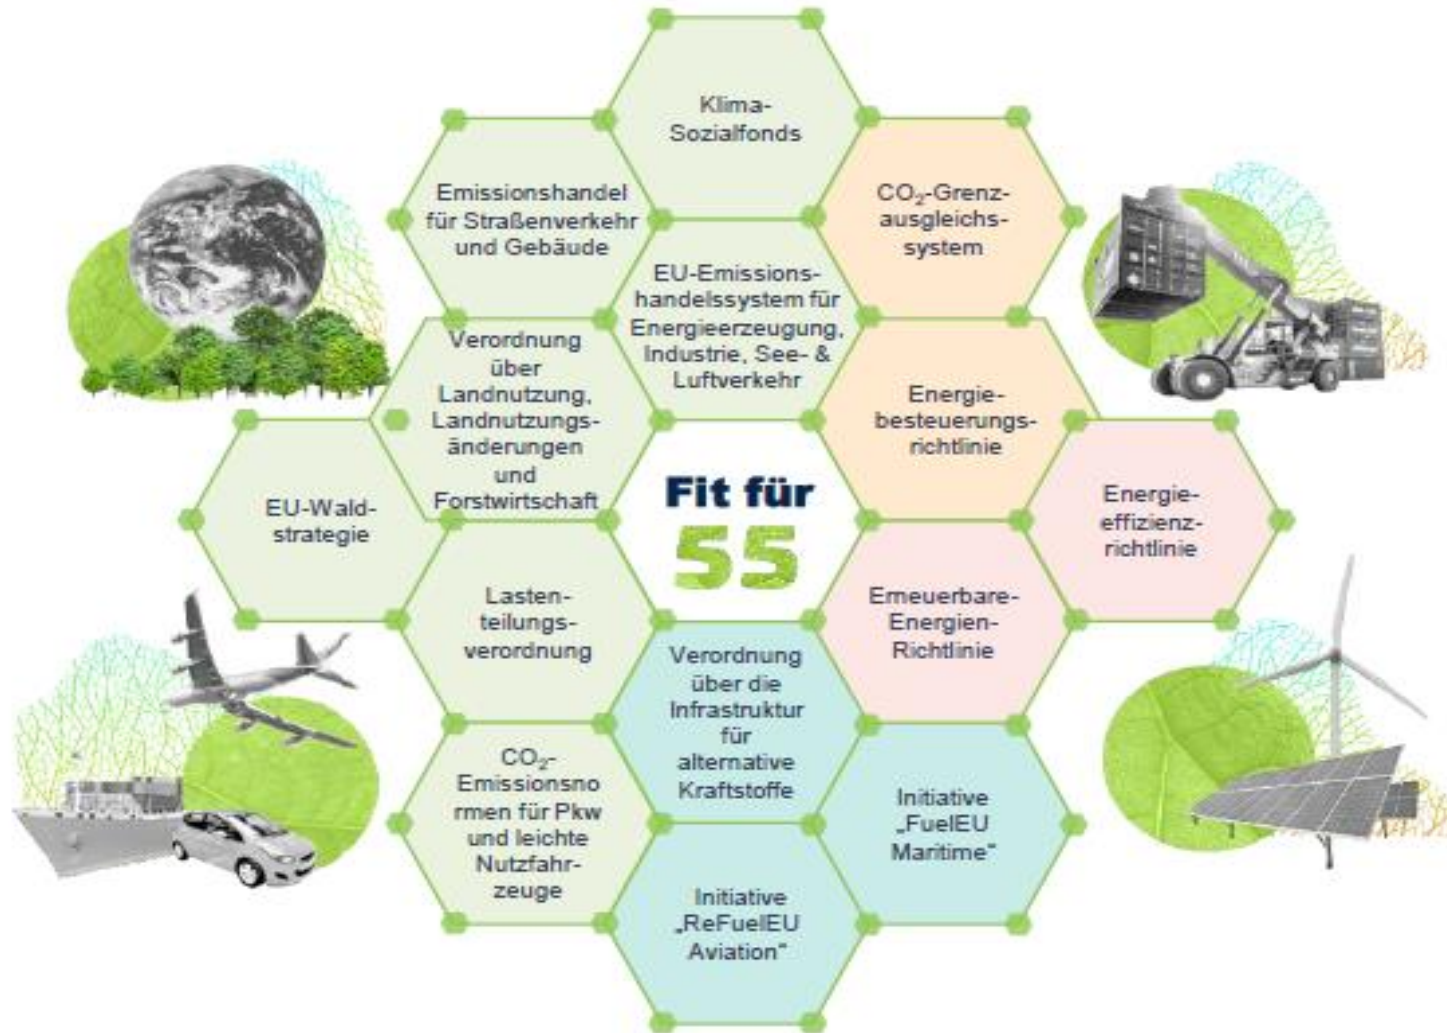 Klima-
Sozialfonds
Emissionshandel
für Straßenverkehr
und Gebäude
CO₂-Grenz-
ausgleichs-
system
EU-Emissions-
handelssystem für
Energieerzeugung,
Industrie, See- &
Luftverkehr
Verordnung
über
Landnutzung,
Landnutzungs-
änderungen
und
Forstwirtschaft
Energie-
besteuerungs-
richtlinie
EU-Wald-
strategie
Fit für
55
Energie-
effizienz-
richtlinie
Lasten-
teilungs-
verordnung
Erneuerbare-
Energien-
Richtlinie
Verordnung
über die
Infrastruktur
für
alternative
Kraftstoffe
CO₂-
Emissionsno
rmen für Pkw
und leichte
Nutzfahr-
zeuge
Initiative
„FuelEU
Maritime“
Initiative
„ReFuelEU
Aviation“